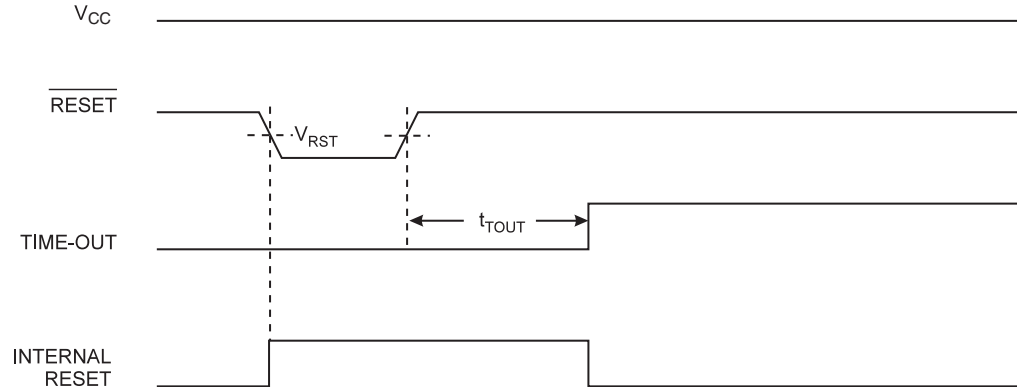 VCC
RESET
VRST
tTOUT
TIME-OUT
INTERNAL
RESET